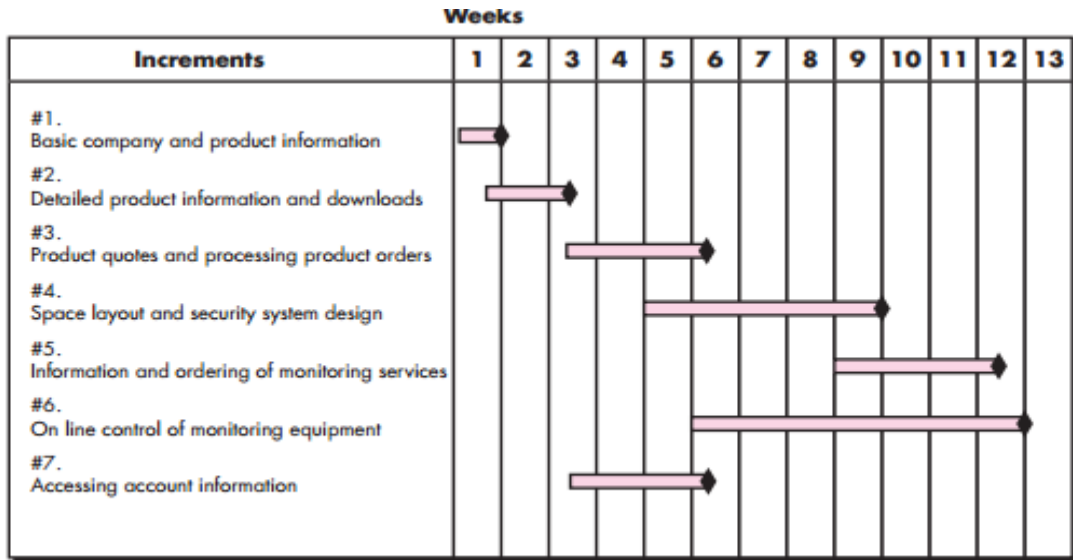 Weeks
Increments 1 2 3 4 5 6 7 8 9 10 11 12 13
#1.
Basic company and product information
#2.
Detailed product information and downloads
#3.
Product quotes and processing product orders
#4.
Space layout and security system design
#5.
Information and ordering of monitoring services
#6.
On line control of monitoring equipment
#7.
Accessing account information